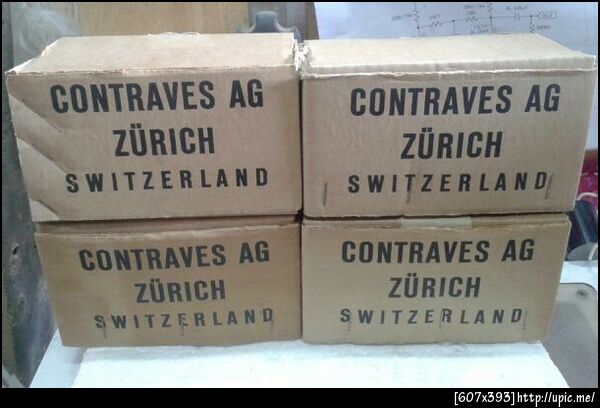 CONTRAVES AG
ZÜRICH
SWITZERLAND
CONTRAVES AG
ZÜRICH
SWITZERLAND
CONTRAVES AG
ZÜRICH
SWITZERLAND
CONTRAVES AG
ZÜRICH
SWITZERLAND
[607x393]http://upic.me/